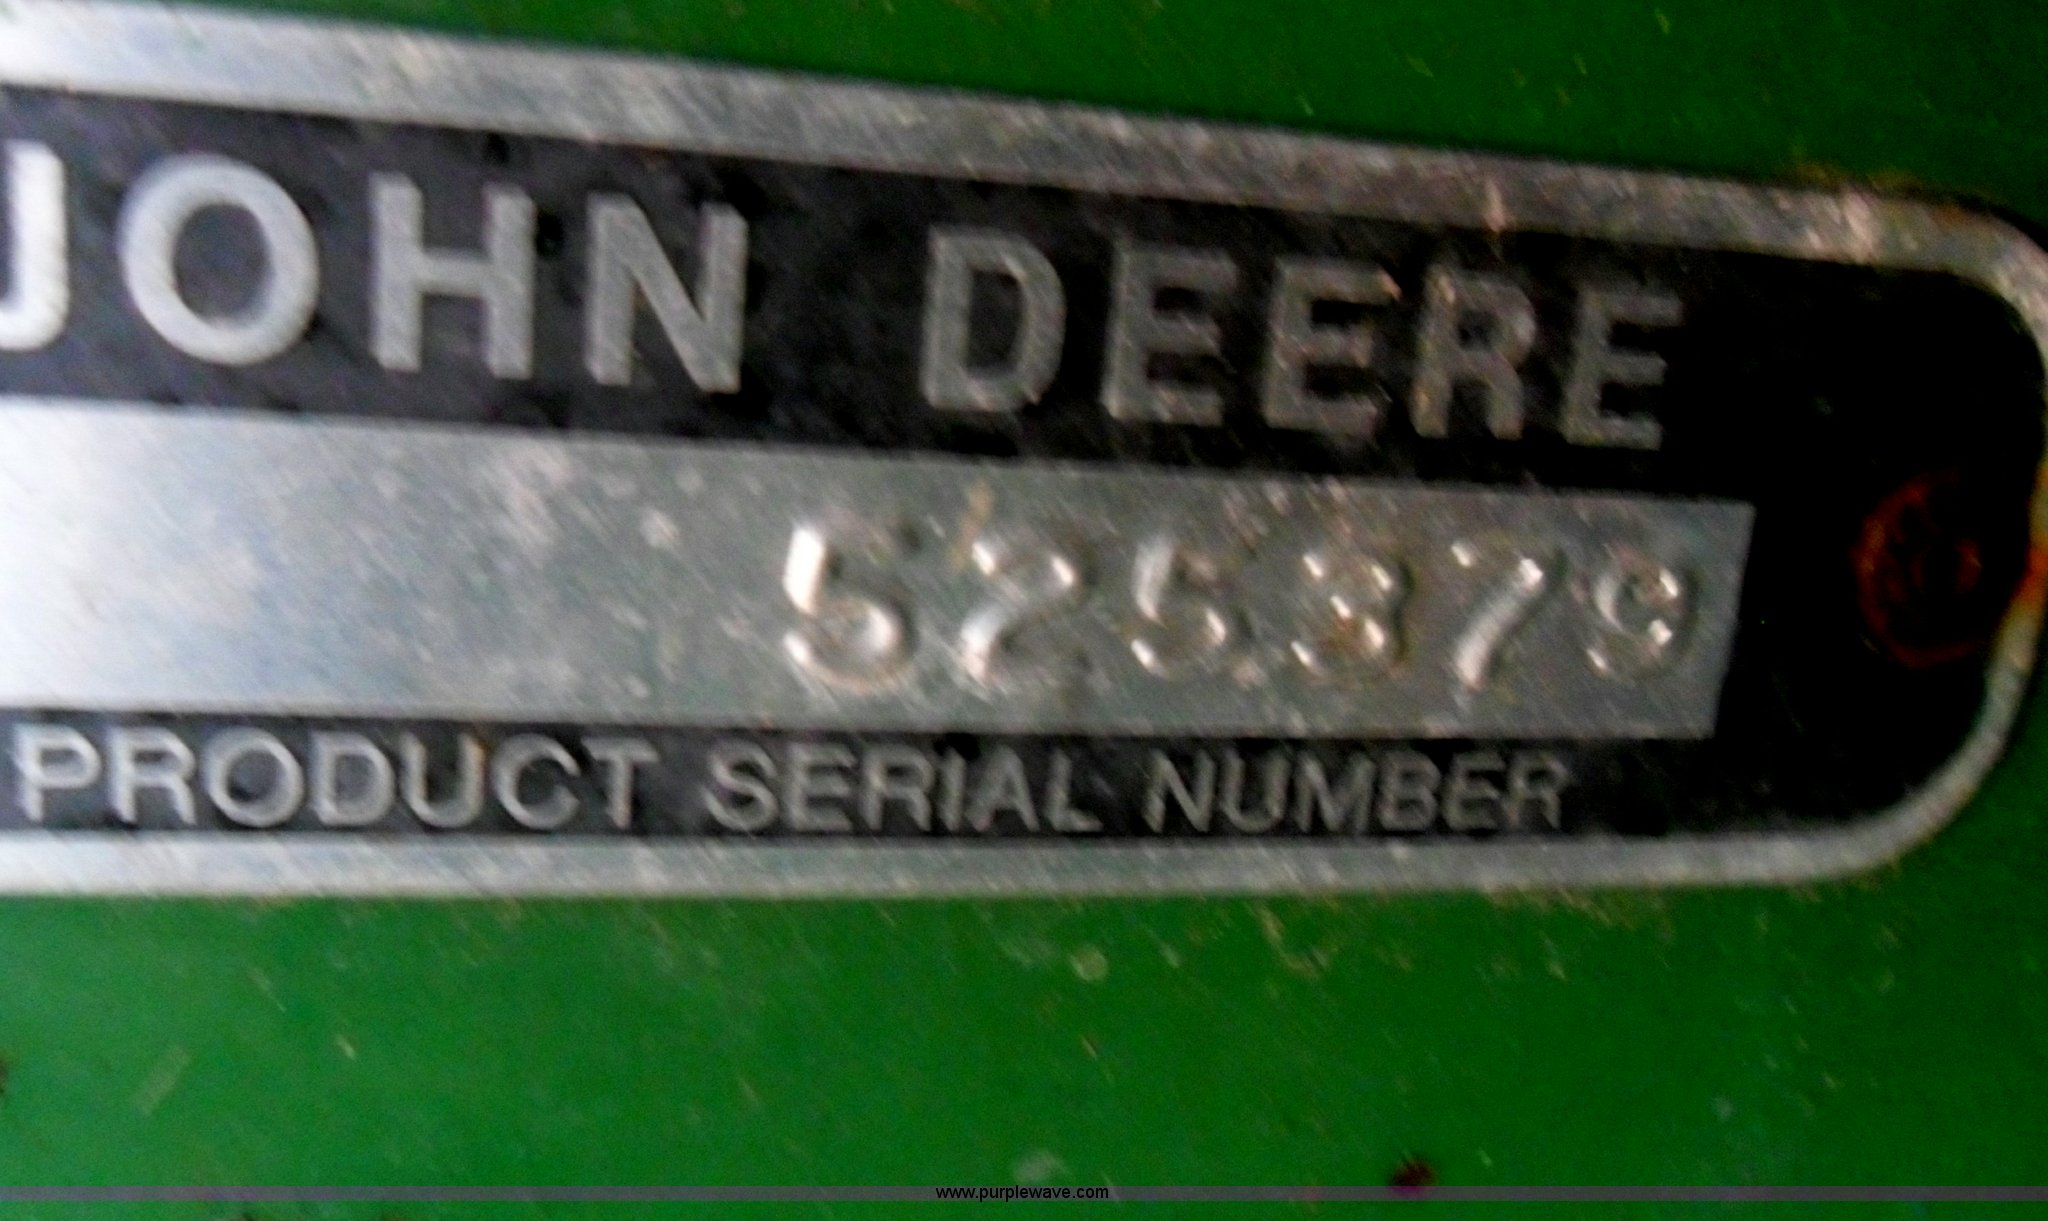 JOHN DEERE
525379
PRODUCT SERIAL NUMBER
www.purplewave.com